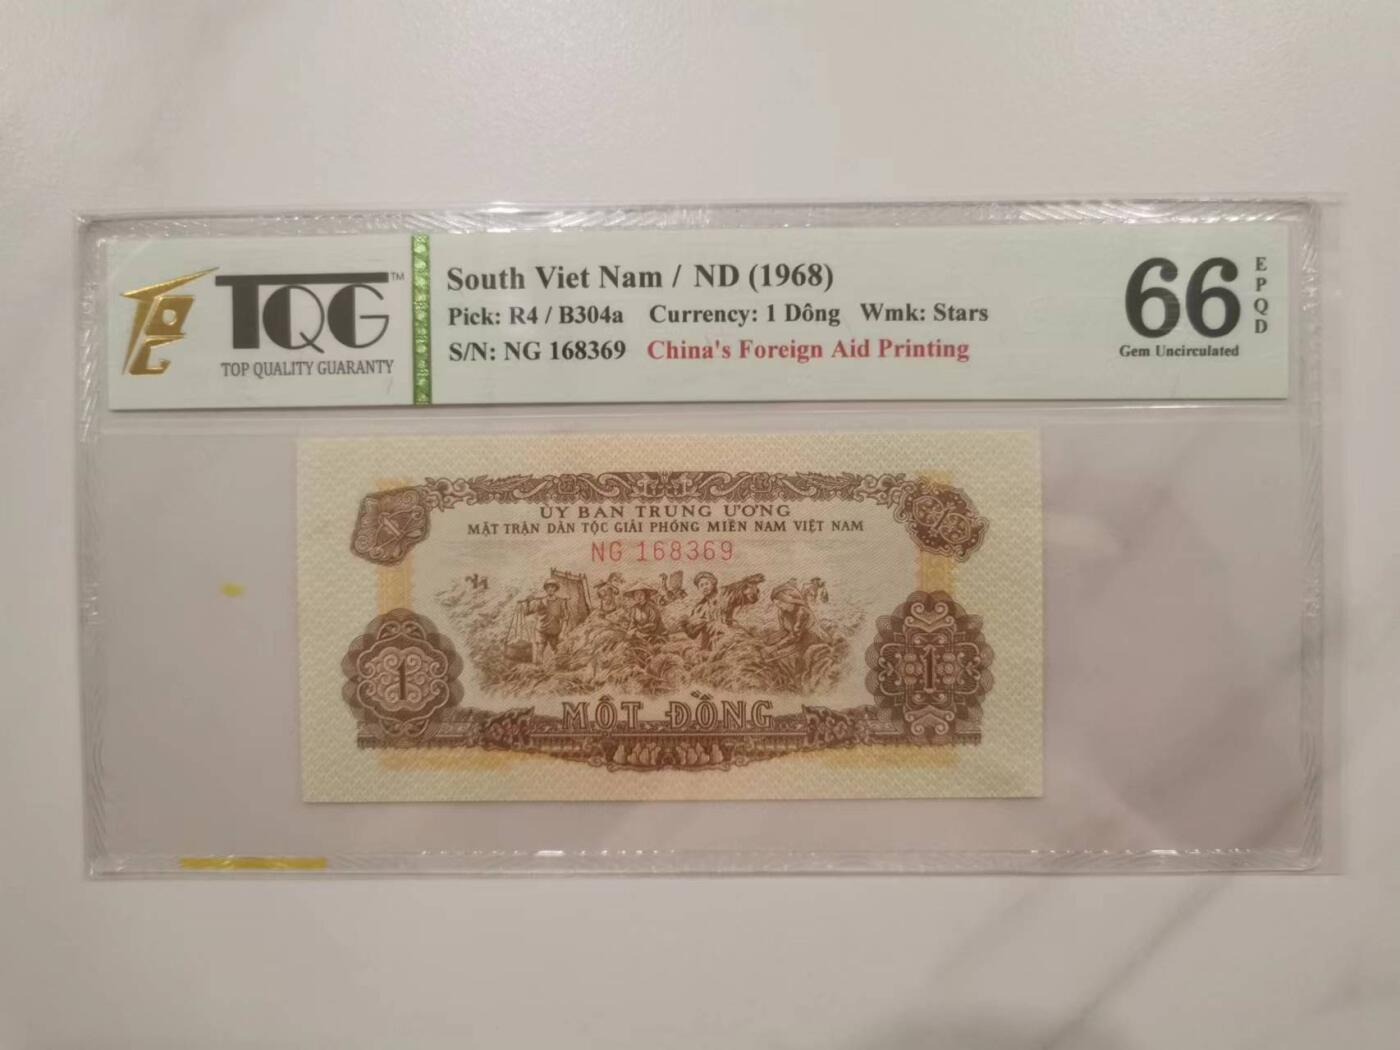 TQG™
TOP QUALITY GUARANTY
South Viet Nam / ND (1968)
Pick: R4 / B304a Currency: 1 Dông Wmk: Stars
S/N: NG 168369 China's Foreign Aid Printing
66
EPQD
Gem Uncirculated
ỦY BAN TRUNG ƯƠNG
MẶT TRẬN DÂN TỘC GIẢI PHÓNG MIỀN NAM VIỆT NAM
NG 168369
1
1
MỘT ĐỒNG